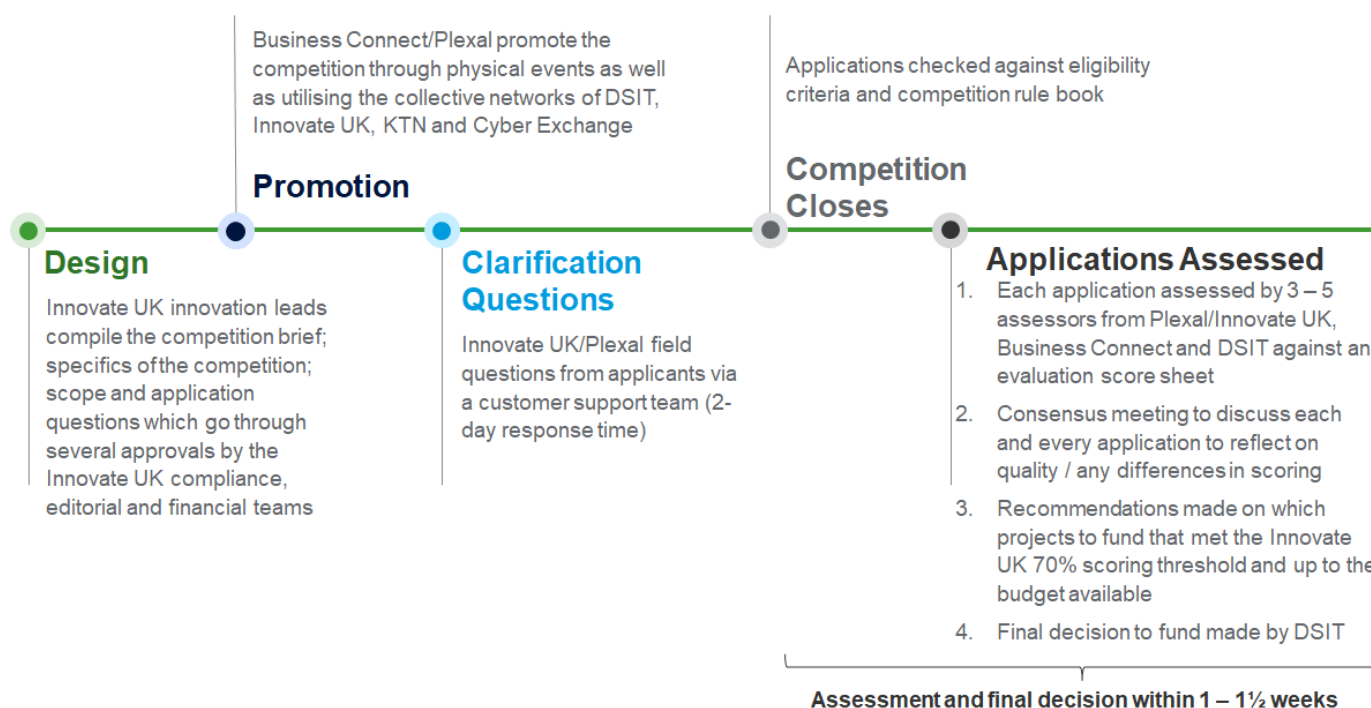 Business Connect/Plexal promote the
competition through physical events as well
as utilising the collective networks of DSIT,
Innovate UK, KTN and Cyber Exchange
Promotion
Applications checked against eligibility
criteria and competition rule book
Competition
Closes
Design
Innovate UK innovation leads
compile the competition brief;
specifics of the competition;
scope and application
questions which go through
several approvals by the
Innovate UK compliance,
editorial and financial teams
Clarification
Questions
Innovate UK/Plexal field
questions from applicants via
a customer support team (2-
day response time)
Applications Assessed
1. Each application assessed by 3 – 5
assessors from Plexal/Innovate UK,
Business Connect and DSIT against an
evaluation score sheet
2. Consensus meeting to discuss each
and every application to reflect on
quality / any differences in scoring
3. Recommendations made on which
projects to fund that met the Innovate
UK 70% scoring threshold and up to the
budget available
4. Final decision to fund made by DSIT
Assessment and final decision within 1 – 1½ weeks